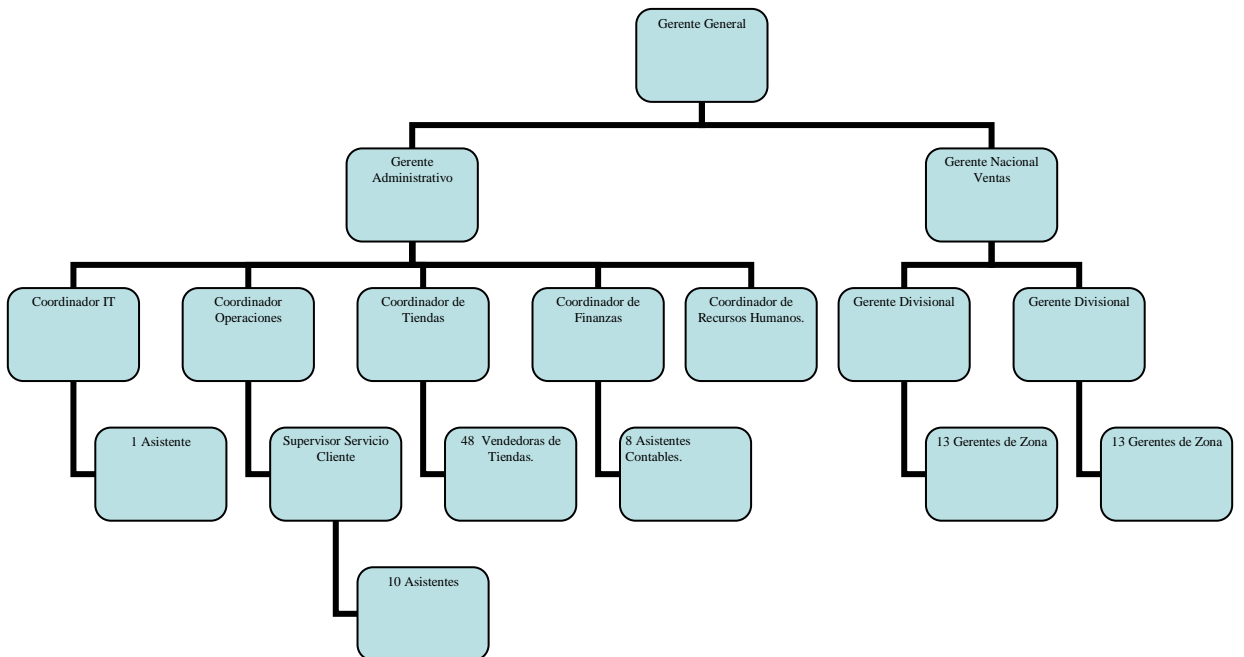 Gerente General
Gerente
Administrativo
Gerente Nacional
Ventas
Coordinador IT
Coordinador
Operaciones
Coordinador de
Tiendas
Coordinador de
Finanzas
Coordinador de
Recursos Humanos.
Gerente Divisional
Gerente Divisional
1 Asistente
Supervisor Servicio
Cliente
48 Vendedoras de
Tiendas.
8 Asistentes
Contables.
13 Gerentes de Zona
13 Gerentes de Zona
10 Asistentes